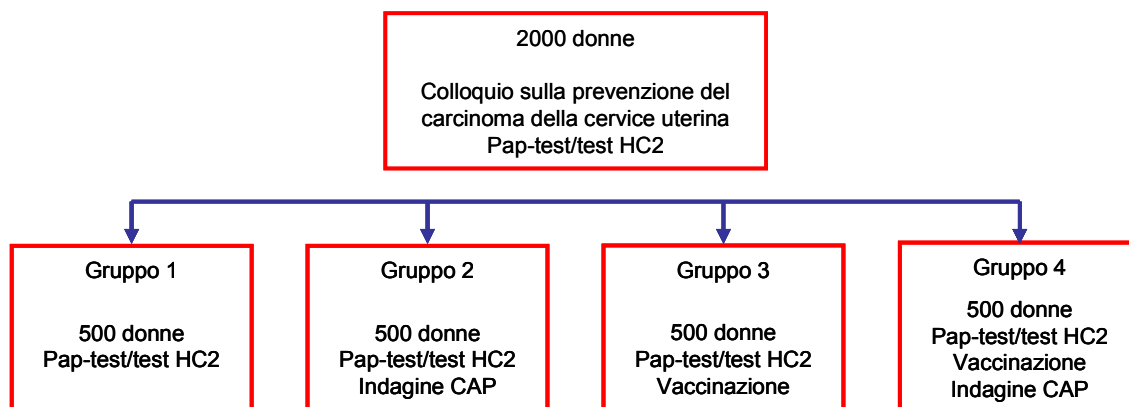 2000 donne
Colloquio sulla prevenzione del
carcinoma della cervice uterina
Pap-test/test HC2
Gruppo 1
500 donne
Pap-test/test HC2
Gruppo 2
500 donne
Pap-test/test HC2
Indagine CAP
Gruppo 3
500 donne
Pap-test/test HC2
Vaccinazione
Gruppo 4
500 donne
Pap-test/test HC2
Vaccinazione
Indagine CAP